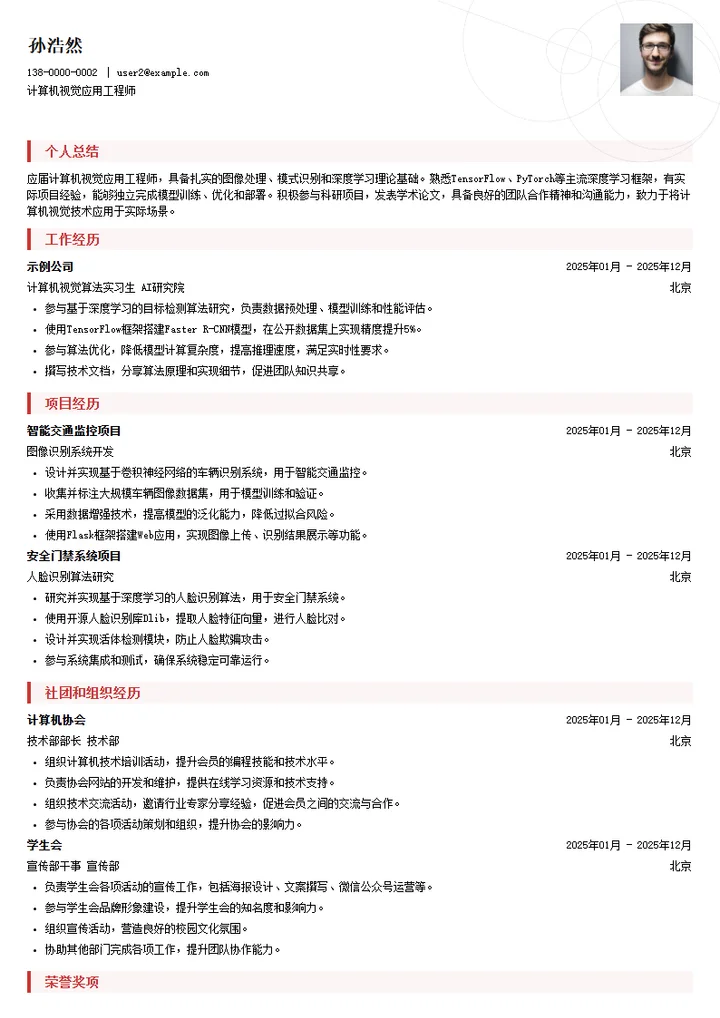 孙浩然
138-0000-0002 | user2@example.com
计算机视觉应用工程师
个人总结
应届计算机视觉应用工程师，具备扎实的图像处理、模式识别和深度学习理论基础。熟悉TensorFlow、PyTorch等主流深度学习框架，有实
际项目经验，能够独立完成模型训练、优化和部署。积极参与科研项目，发表学术论文，具备良好的团队合作精神和沟通能力，致力于将计
算机视觉技术应用于实际场景。
工作经历
示例公司 2025年01月 - 2025年12月
计算机视觉算法实习生 AI研究院 北京
• 参与基于深度学习的目标检测算法研究，负责数据预处理、模型训练和性能评估。
• 使用TensorFlow框架搭建Faster R-CNN模型，在公开数据集上实现精度提升5%。
• 参与算法优化，降低模型计算复杂度，提高推理速度，满足实时性要求。
• 撰写技术文档，分享算法原理和实现细节，促进团队知识共享。
项目经历
智能交通监控项目 2025年01月 - 2025年12月
图像识别系统开发 北京
• 设计并实现基于卷积神经网络的车辆识别系统，用于智能交通监控。
• 收集并标注大规模车辆图像数据集，用于模型训练和验证。
• 采用数据增强技术，提高模型的泛化能力，降低过拟合风险。
• 使用Flask框架搭建Web应用，实现图像上传、识别结果展示等功能。
安全门禁系统项目 2025年01月 - 2025年12月
人脸识别算法研究 北京
• 研究并实现基于深度学习的人脸识别算法，用于安全门禁系统。
• 使用开源人脸识别库Dlib，提取人脸特征向量，进行人脸比对。
• 设计并实现活体检测模块，防止人脸欺骗攻击。
• 参与系统集成和测试，确保系统稳定可靠运行。
社团和组织经历
计算机协会 2025年01月 - 2025年12月
技术部部长 技术部 北京
• 组织计算机技术培训活动，提升会员的编程技能和技术水平。
• 负责协会网站的开发和维护，提供在线学习资源和技术支持。
• 组织技术交流活动，邀请行业专家分享经验，促进会员之间的交流与合作。
• 参与协会的各项活动策划和组织，提升协会的影响力。
学生会 2025年01月 - 2025年12月
宣传部干事 宣传部 北京
• 负责学生会各项活动的宣传工作，包括海报设计、文案撰写、微信公众号运营等。
• 参与学生会品牌形象建设，提升学生会的知名度和影响力。
• 组织宣传活动，营造良好的校园文化氛围。
• 协助其他部门完成各项工作，提升团队协作能力。
荣誉奖项